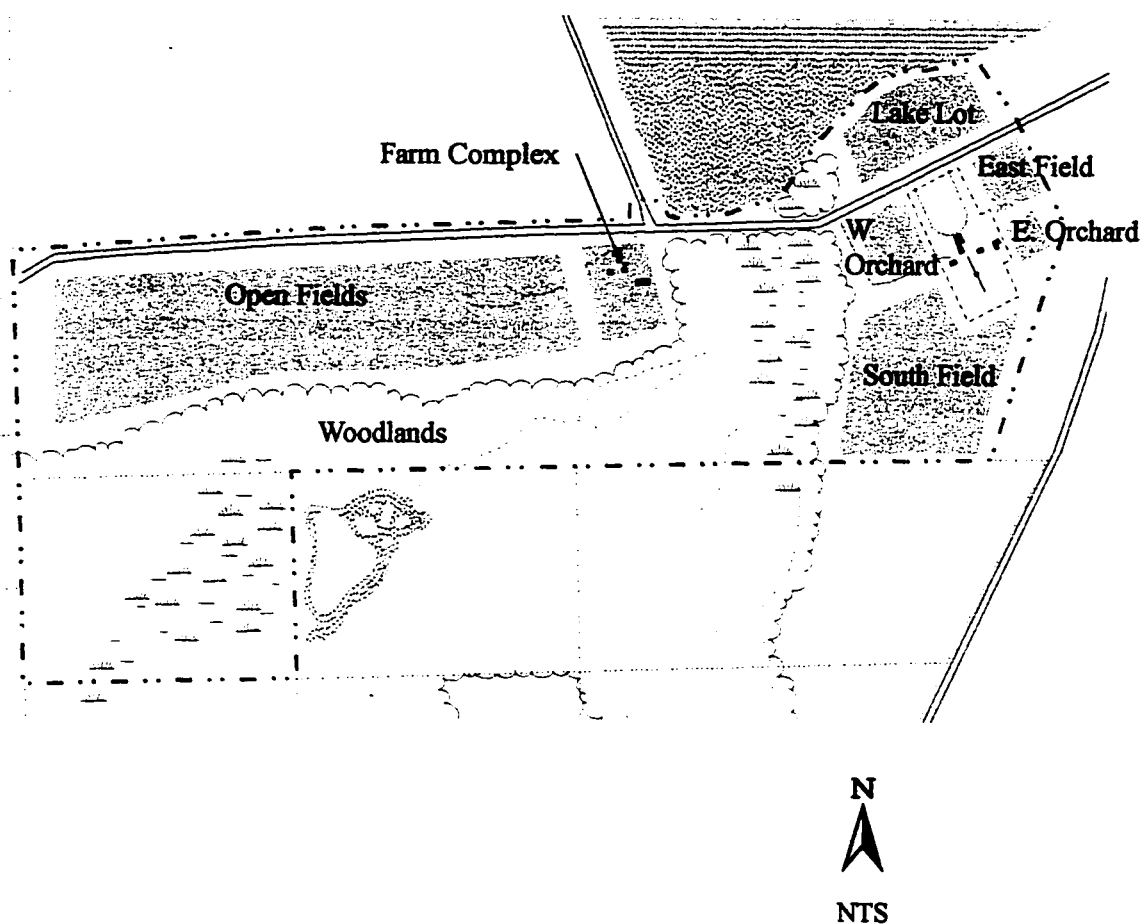 Lake Lot
Farm Complex
East Field
W.
Orchard
E. Orchard
Open Fields
South Field
Woodlands
N
NTS